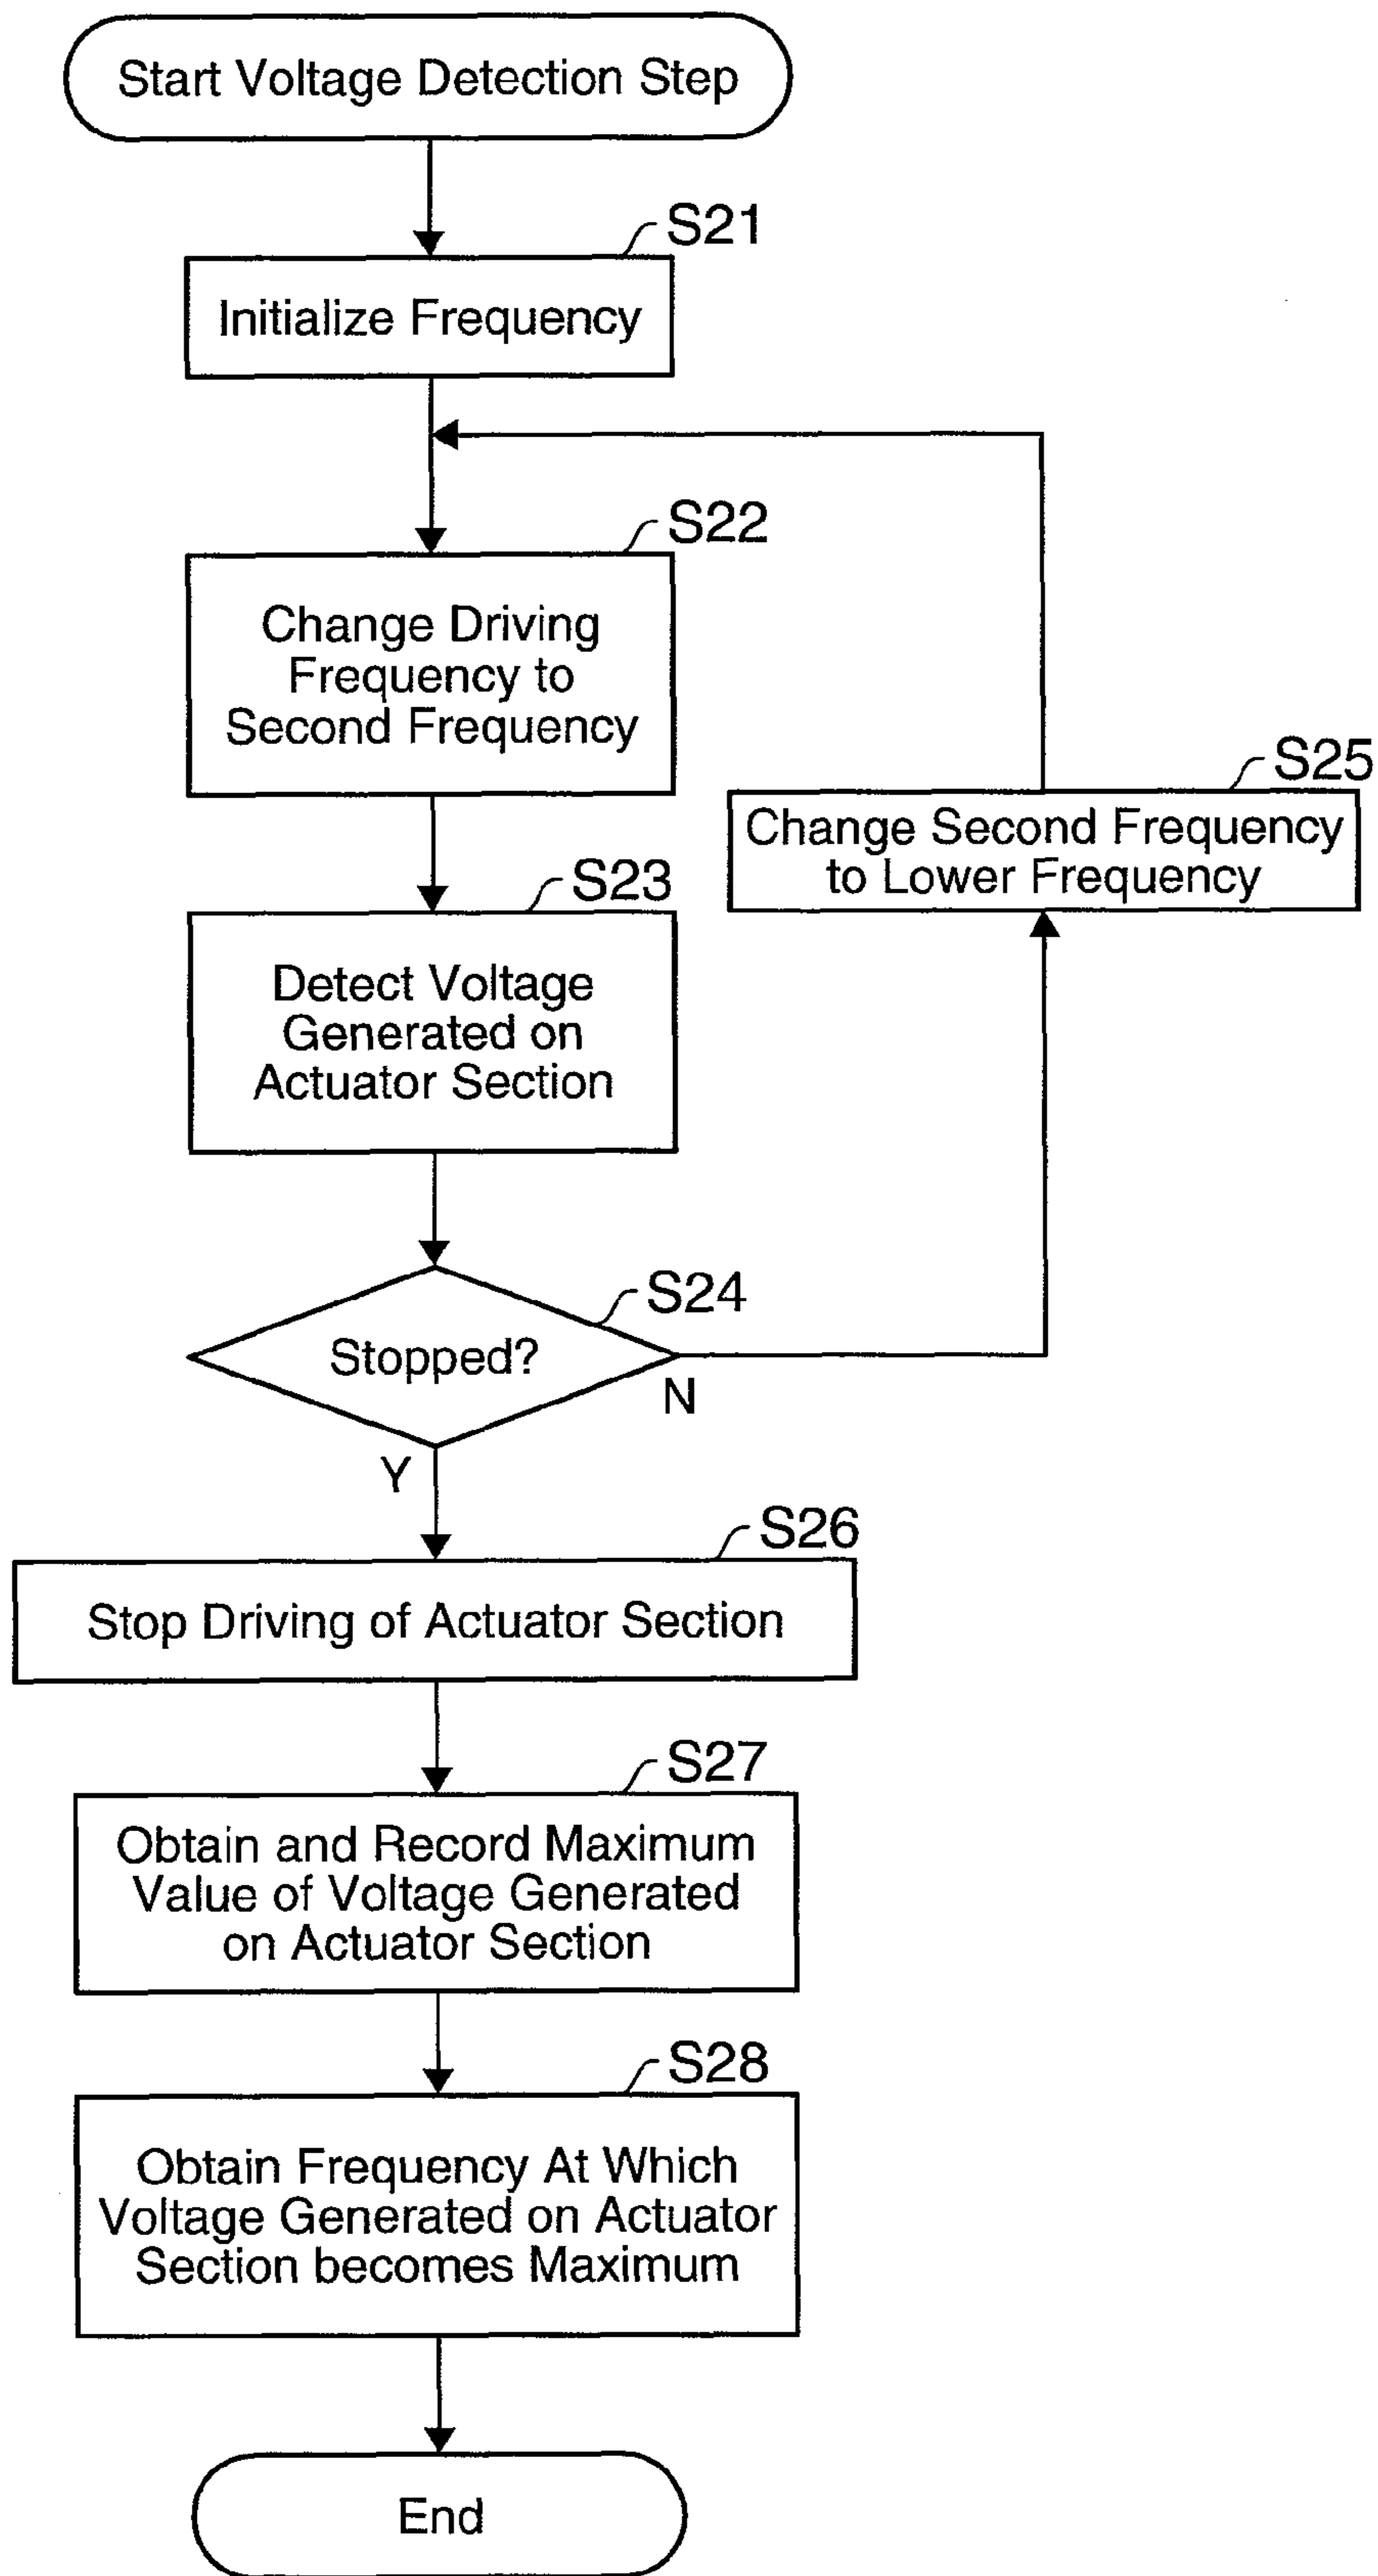 Start Voltage Detection Step
S21
Initialize Frequency
S22
Change Driving
Frequency to
Second Frequency
S25
Change Second Frequency
to Lower Frequency
S23
Detect Voltage
Generated on
Actuator Section
S24
Stopped?
N
Y
S26
Stop Driving of Actuator Section
S27
Obtain and Record Maximum
Value of Voltage Generated
on Actuator Section
S28
Obtain Frequency At Which
Voltage Generated on Actuator
Section becomes Maximum
End